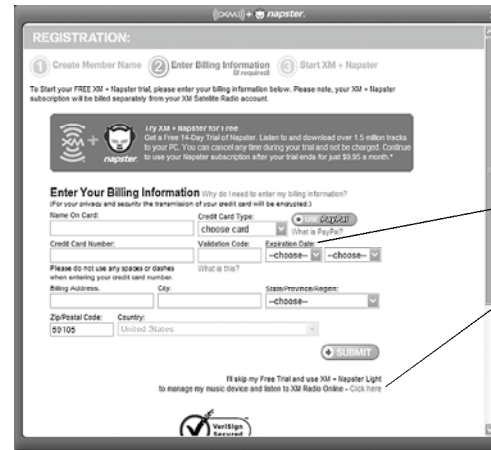 ((XM)) + napster.
REGISTRATION:
1 Create Member Name 2 Enter Billing Information (if required) 3 Start XM + Napster
To Start your FREE XM + Napster trial, please enter your billing information below. Please note, your XM + Napster
subscription will be billed separately from your XM Satellite Radio account.
XM + napster.
Try XM + Napster for Free
Get a Free 14-Day Trial of Napster. Listen to and download over 1.5 million tracks
to your PC. You can cancel any time during your trial and not be charged. Continue
to use your Napster subscription after your trial ends for just $9.95 a month.*
Enter Your Billing Information Why do I need to enter my billing information?
(For your privacy and security the transmission of your credit card will be encrypted.)
Name On Card: Credit Card Type: PayPal
choose card What is PayPal?
Credit Card Number: Validation Code: Expiration Date:
--choose-- --choose--
Please do not use any spaces or dashes What is this?
when entering your credit card number.
Billing Address: City: State/Province/Region:
--choose--
Zip/Postal Code: Country:
59105 United States
SUBMIT
I'll skip my Free Trial and use XM + Napster Light
to manage my music device and listen to XM Radio Online - Click here
VeriSign
Secured